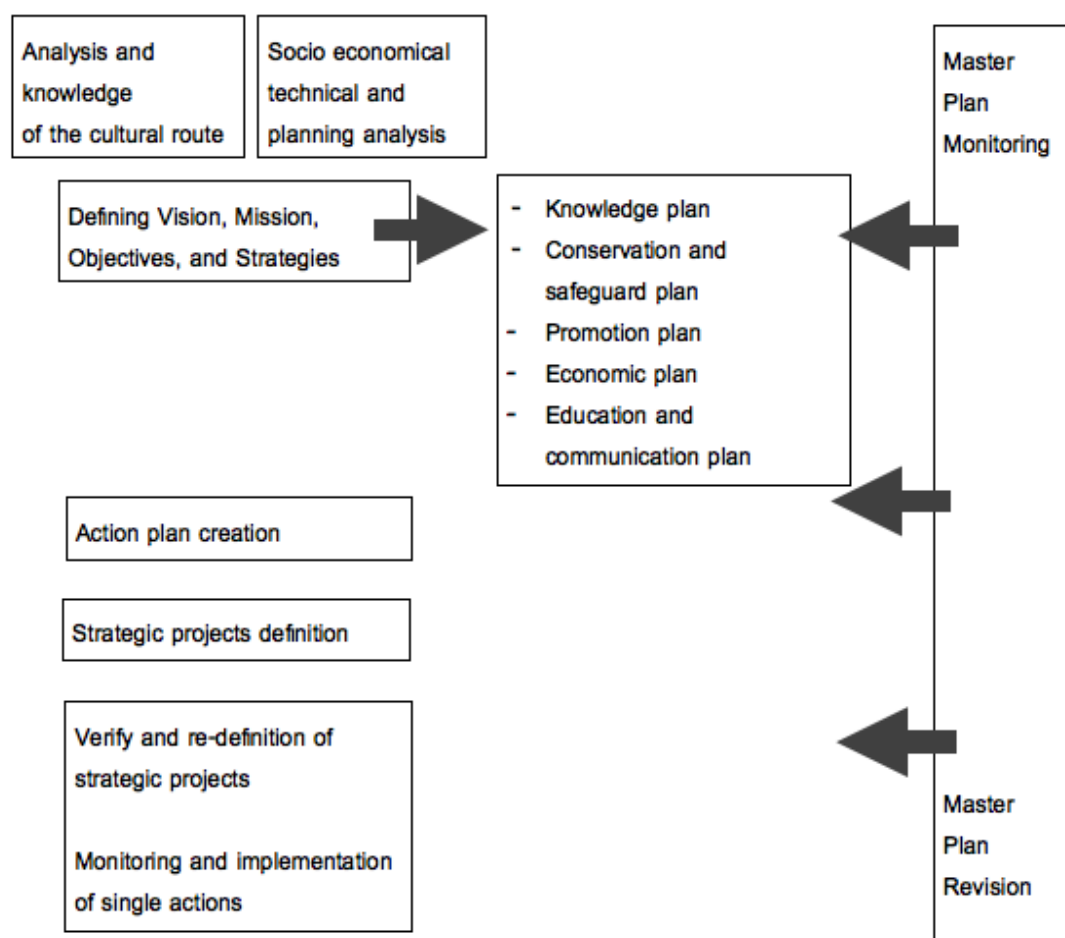 Analysis and
knowledge
of the cultural route
Socio economical
technical and
planning analysis
Master
Plan
Monitoring
Defining Vision, Mission,
Objectives, and Strategies
- Knowledge plan
- Conservation and
safeguard plan
- Promotion plan
- Economic plan
- Education and
communication plan
Action plan creation
Strategic projects definition
Verify and re-definition of
strategic projects
Monitoring and implementation
of single actions
Master
Plan
Revision